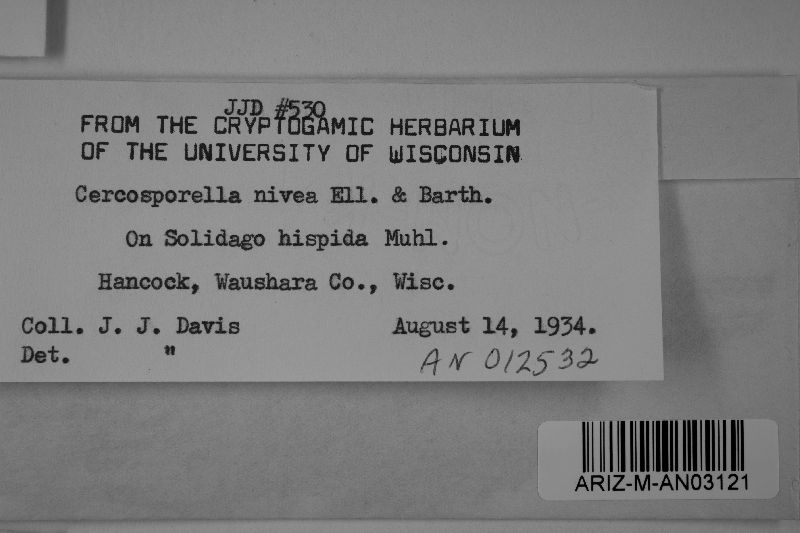 JJD #530
FROM THE CRYPTOGAMIC HERBARIUM
OF THE UNIVERSITY OF WISCONSIN
Cercosporella nivea Ell. & Barth.
On Solidago hispida Muhl.
Hancock, Waushara Co., Wisc.
Coll. J. J. Davis August 14, 1934.
Det. "
AN 012532
ARIZ-M-AN03121